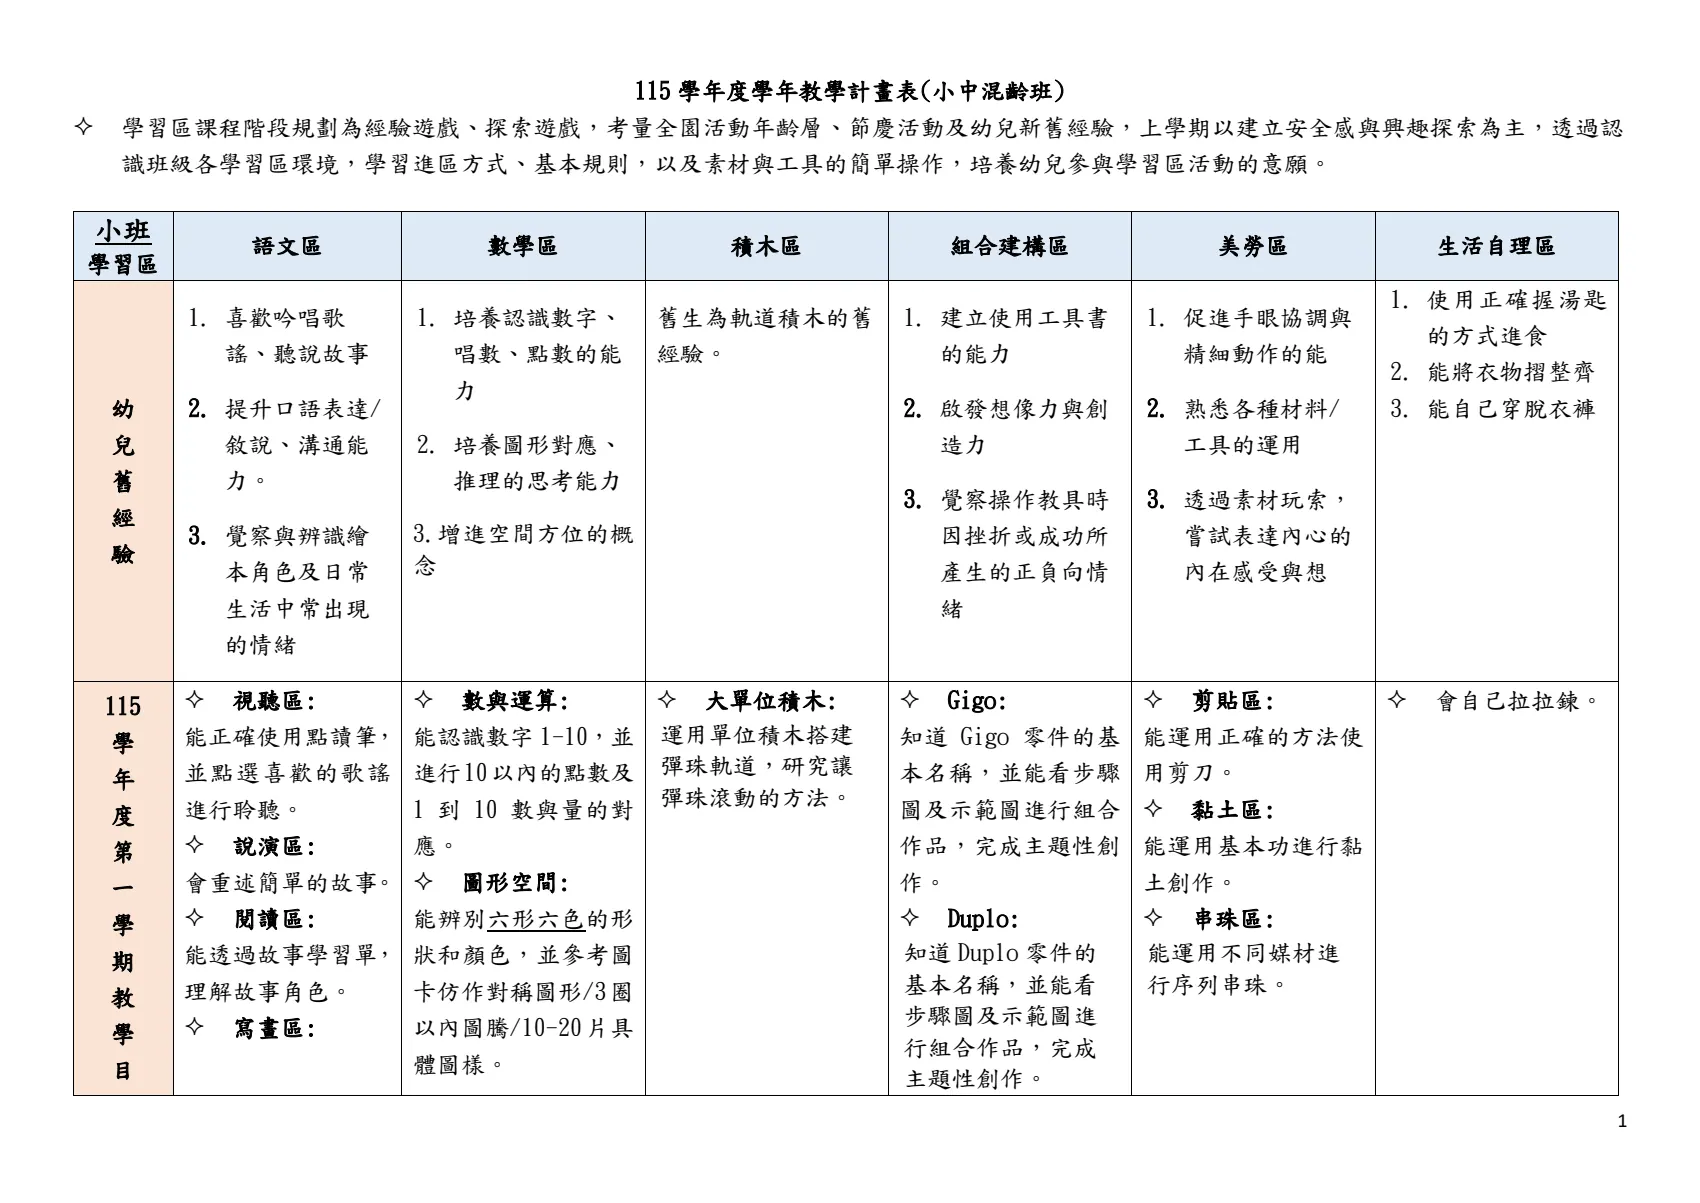 115 學年度學年教學計畫表(小中混齡班)
✧ 學習區課程階段規劃為經驗遊戲、探索遊戲，考量全園活動年齡層、節慶活動及幼兒新舊經驗，上學期以建立安全感與興趣探索為主，透過認
識班級各學習區環境，學習進區方式、基本規則，以及素材與工具的簡單操作，培養幼兒參與學習區活動的意願。
小班
學習區
語文區
數學區
積木區
組合建構區
美勞區
生活自理區
幼
兒
舊
經
驗
1. 喜歡吟唱歌
謠、聽說故事
2. 提升口語表達/
敘說、溝通能
力。
3. 覺察與辨識繪
本角色及日常
生活中常出現
的情緒
1. 培養認識數字、
唱數、點數的能
力
2. 培養圖形對應、
推理的思考能力
3.增進空間方位的概
念
舊生為軌道積木的舊
經驗。
1. 建立使用工具書
的能力
2. 啟發想像力與創
造力
3. 覺察操作教具時
因挫折或成功所
產生的正負向情
緒
1. 促進手眼協調與
精細動作的能
2. 熟悉各種材料/
工具的運用
3. 透過素材玩索，
嘗試表達內心的
內在感受與想
1. 使用正確握湯匙
的方式進食
2. 能將衣物摺整齊
3. 能自己穿脫衣褲
115
學
年
度
第
一
學
期
教
學
目
✧ 視聽區:
能正確使用點讀筆，
並點選喜歡的歌謠
進行聆聽。
✧ 說演區:
會重述簡單的故事。
✧ 閱讀區:
能透過故事學習單，
理解故事角色。
✧ 寫畫區:
✧ 數與運算:
能認識數字 1-10，並
進行10以內的點數及
1 到 10 數與量的對
應。
✧ 圖形空間:
能辨別六形六色的形
狀和顏色，並參考圖
卡仿作對稱圖形/3圈
以內圖騰/10-20片具
體圖樣。
✧ 大單位積木:
運用單位積木搭建
彈珠軌道，研究讓
彈珠滾動的方法。
✧ Gigo:
知道 Gigo 零件的基
本名稱，並能看步驟
圖及示範圖進行組合
作品，完成主題性創
作。
✧ Duplo:
知道Duplo零件的
基本名稱，並能看
步驟圖及示範圖進
行組合作品，完成
主題性創作。
✧ 剪貼區:
能運用正確的方法使
用剪刀。
✧ 黏土區:
能運用基本功進行黏
土創作。
✧ 串珠區:
能運用不同媒材進
行序列串珠。
✧ 會自己拉拉鍊。
1